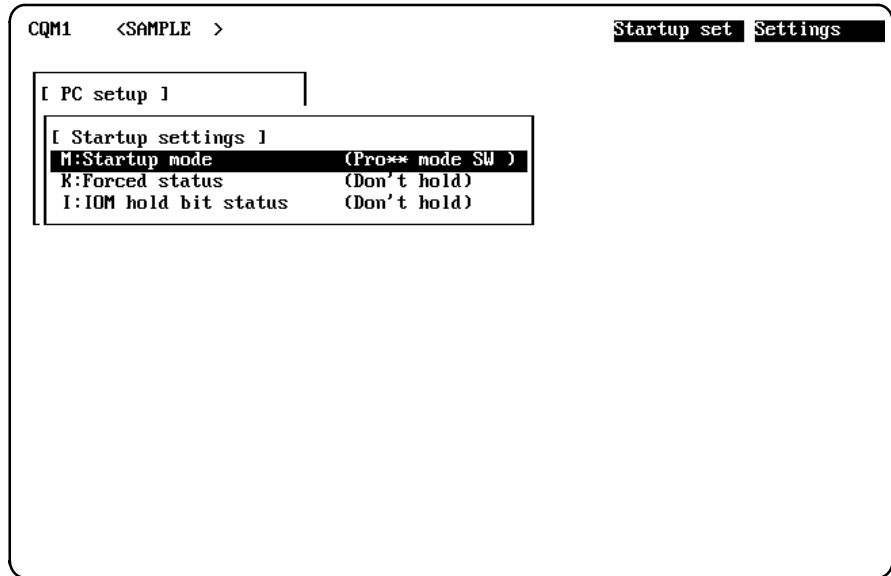 CQM1 <SAMPLE > Startup set Settings
[ PC setup ]
[ Startup settings ]
M:Startup mode (Pro** mode SW )
K:Forced status (Don't hold)
I:IOM hold bit status (Don't hold)